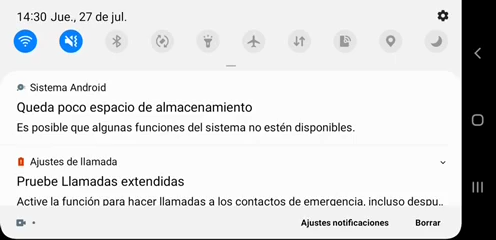 14:30 Jue., 27 de jul.
Sistema Android
Queda poco espacio de almacenamiento
Es posible que algunas funciones del sistema no estén disponibles.
Ajustes de llamada
Pruebe Llamadas extendidas
Active la función para hacer llamadas a los contactos de emergencia, incluso despu..
Ajustes notificaciones Borrar